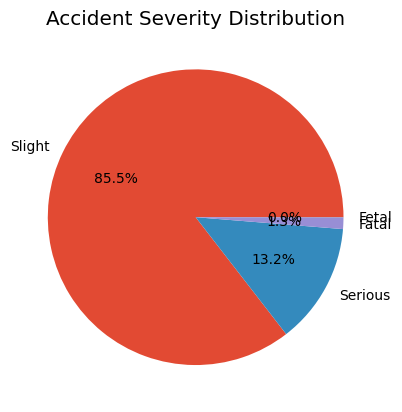 Accident Severity Distribution
Slight
85.5%
0.0%
Fetal
1.3%
Fatal
13.2%
Serious